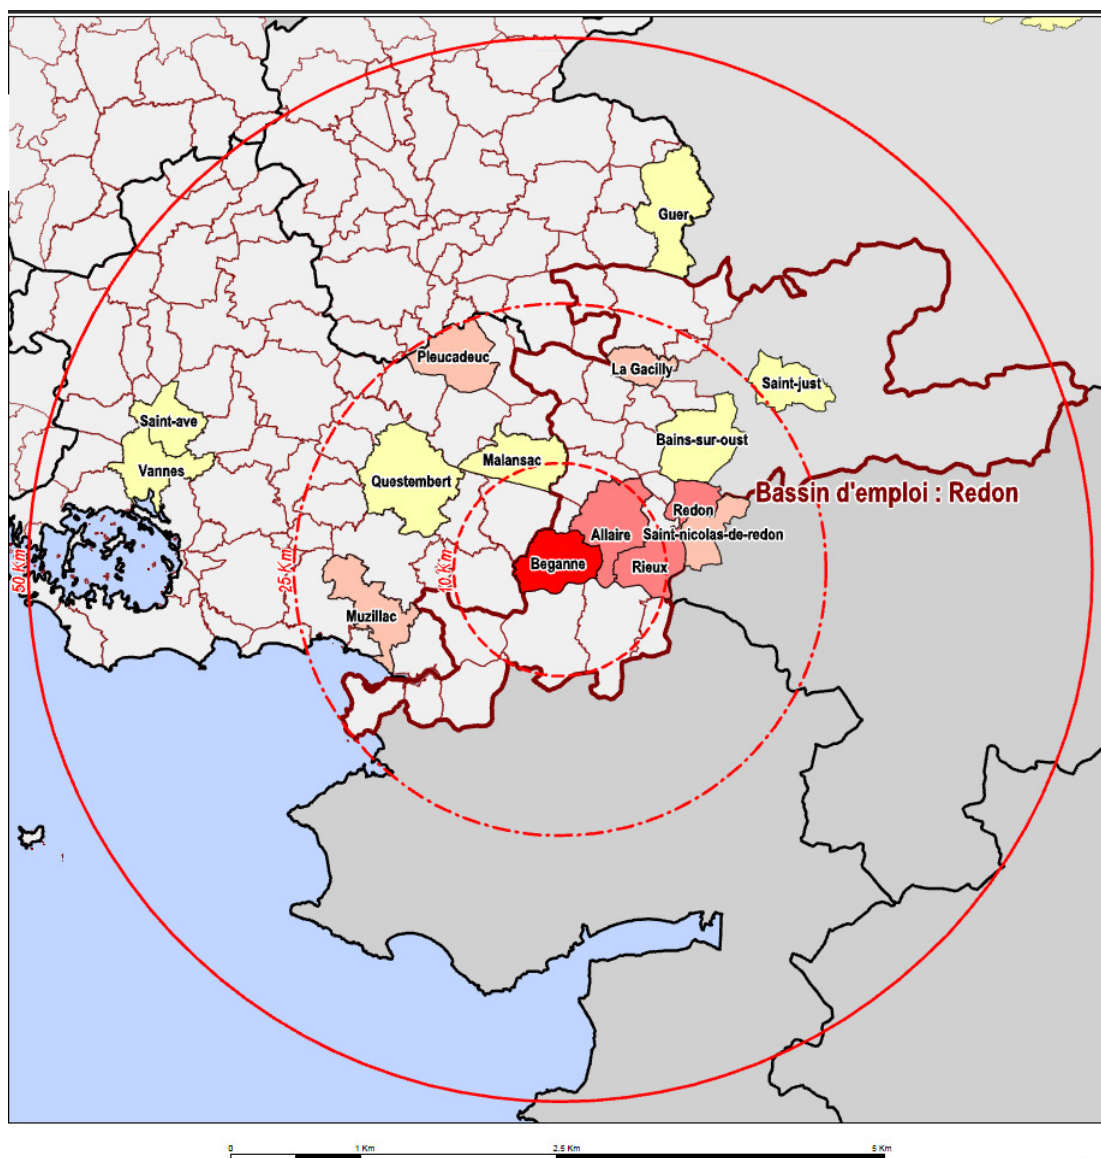 Guer
Pleucadeuc
La Gacilly
Saint-just
Saint-ave
Bains-sur-oust
Vannes
Malansac
Questembert
Bassin d'emploi : Redon
Redon
Allaire
Saint-nicolas-de-redon
Beganne
Rieux
50 Km
25 Km
10 Km
Muzillac
0 1 Km 2.5 Km 5 Km